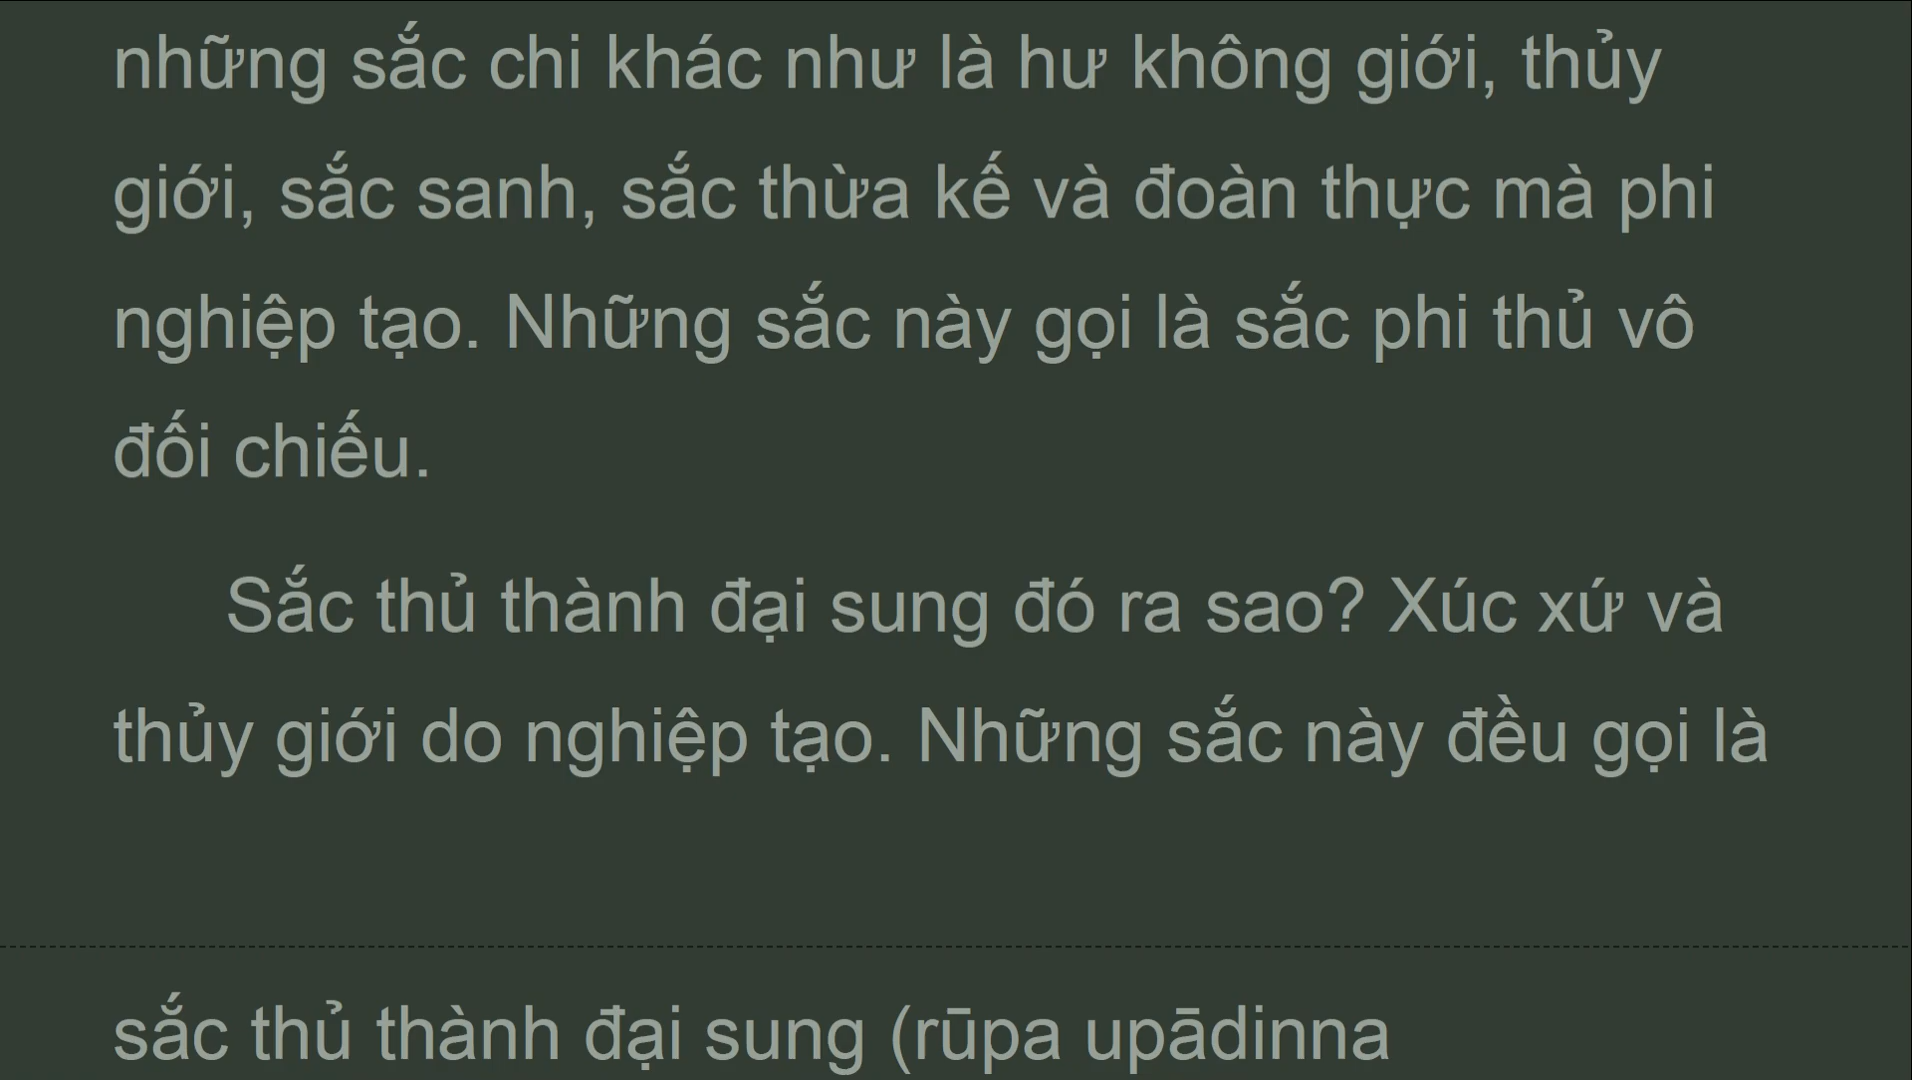 những sắc chi khác như là hư không giới, thủy
giới, sắc sanh, sắc thừa kế và đoàn thực mà phi
nghiệp tạo. Những sắc này gọi là sắc phi thủ vô
đối chiếu.
Sắc thủ thành đại sung đó ra sao? Xúc xứ và
thủy giới do nghiệp tạo. Những sắc này đều gọi là
sắc thủ thành đại sung (rūpa upādinna